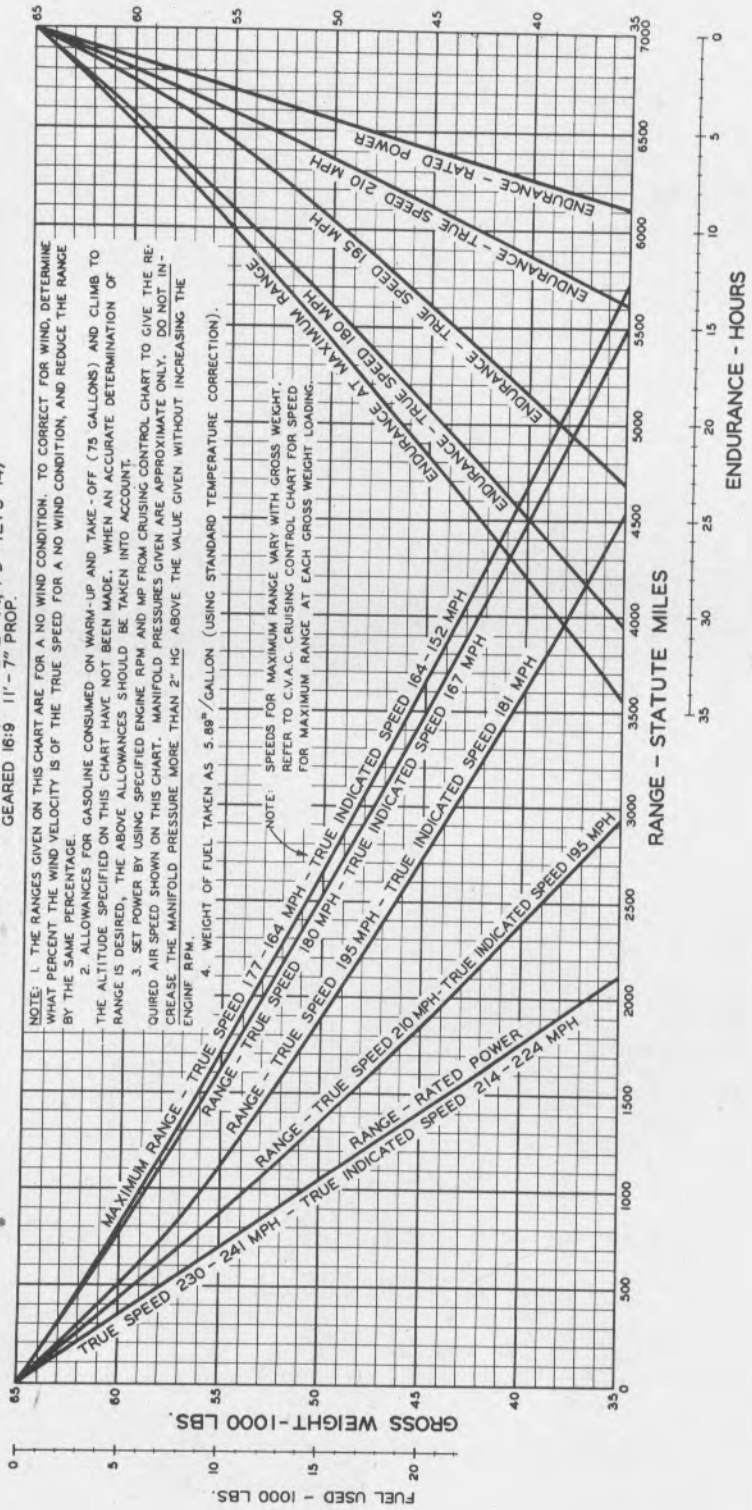 GEARED 16:9 11'-7" PROP.
NOTE: 1. THE RANGES GIVEN ON THIS CHART ARE FOR A NO WIND CONDITION. TO CORRECT FOR WIND, DETERMINE
WHAT PERCENT THE WIND VELOCITY IS OF THE TRUE SPEED FOR A NO WIND CONDITION, AND REDUCE THE RANGE
BY THE SAME PERCENTAGE.
2. ALLOWANCES FOR GASOLINE CONSUMED ON WARM-UP AND TAKE-OFF (75 GALLONS) AND CLIMB TO
THE ALTITUDE SPECIFIED ON THIS CHART HAVE NOT BEEN MADE. WHEN AN ACCURATE DETERMINATION OF
RANGE IS DESIRED, THE ABOVE ALLOWANCES SHOULD BE TAKEN INTO ACCOUNT.
3. SET POWER BY USING SPECIFIED ENGINE RPM AND MP FROM CRUISING CONTROL CHART TO GIVE THE RE-
QUIRED AIR SPEED SHOWN ON THIS CHART. MANIFOLD PRESSURES GIVEN ARE APPROXIMATE ONLY. DO NOT IN-
CREASE THE MANIFOLD PRESSURE MORE THAN 2" HG ABOVE THE VALUE GIVEN WITHOUT INCREASING THE
ENGINE RPM.
4. WEIGHT OF FUEL TAKEN AS 5.89#/GALLON (USING STANDARD TEMPERATURE CORRECTION).
NOTE: SPEEDS FOR MAXIMUM RANGE VARY WITH GROSS WEIGHT.
REFER TO C.V.A.C. CRUISING CONTROL CHART FOR SPEED
FOR MAXIMUM RANGE AT EACH GROSS WEIGHT LOADING.
MAXIMUM RANGE - TRUE SPEED 177-164 MPH - TRUE INDICATED SPEED 164-152 MPH
RANGE - TRUE SPEED 180 MPH - TRUE INDICATED SPEED 167 MPH
RANGE - TRUE SPEED 195 MPH - TRUE INDICATED SPEED 181 MPH
RANGE - TRUE SPEED 210 MPH - TRUE INDICATED SPEED 195 MPH
RANGE - RATED POWER
TRUE SPEED 230-241 MPH - TRUE INDICATED SPEED 214-224 MPH
ENDURANCE AT MAXIMUM RANGE
ENDURANCE - TRUE SPEED 180 MPH
ENDURANCE - TRUE SPEED 195 MPH
ENDURANCE - TRUE SPEED 210 MPH
ENDURANCE - RATED POWER
FUEL USED - 1000 LBS.
0 5 10 15 20
GROSS WEIGHT - 1000 LBS.
65 60 55 50 45 40 35
65 60 55 50 45 40 35
0 500 1000 1500 2000 2500 3000 3500 4000 4500 5000 5500 6000 6500 7000
RANGE - STATUTE MILES
35 30 25 20 15 10 5 0
ENDURANCE - HOURS